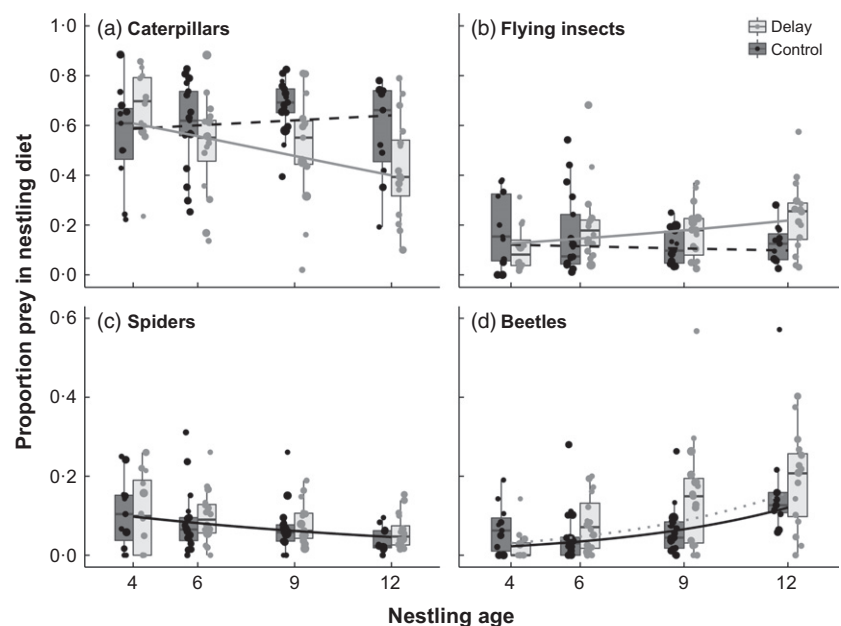 (a) Caterpillars
(b) Flying insects
Delay
Control
1·0
0·8
0·6
0·4
0·2
0·0
(c) Spiders
(d) Beetles
0·6
0·4
0·2
0·0
4 6 9 12
4 6 9 12
Proportion prey in nestling diet
Nestling age